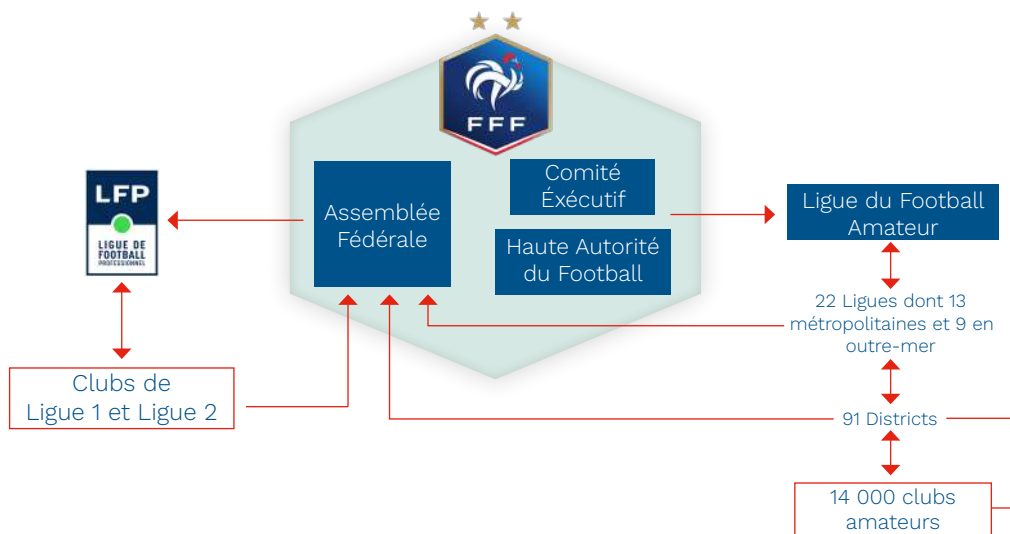 FFF
LFP
LIGUE DE
FOOTBALL
PROFESSIONNEL
Assemblée
Fédérale
Comité
Éxécutif
Haute Autorité
du Football
Ligue du Football
Amateur
22 Ligues dont 13
métropolitaines et 9 en
outre-mer
Clubs de
Ligue 1 et Ligue 2
91 Districts
14 000 clubs
amateurs